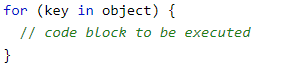 for (key in object) {
  // code block to be executed
}